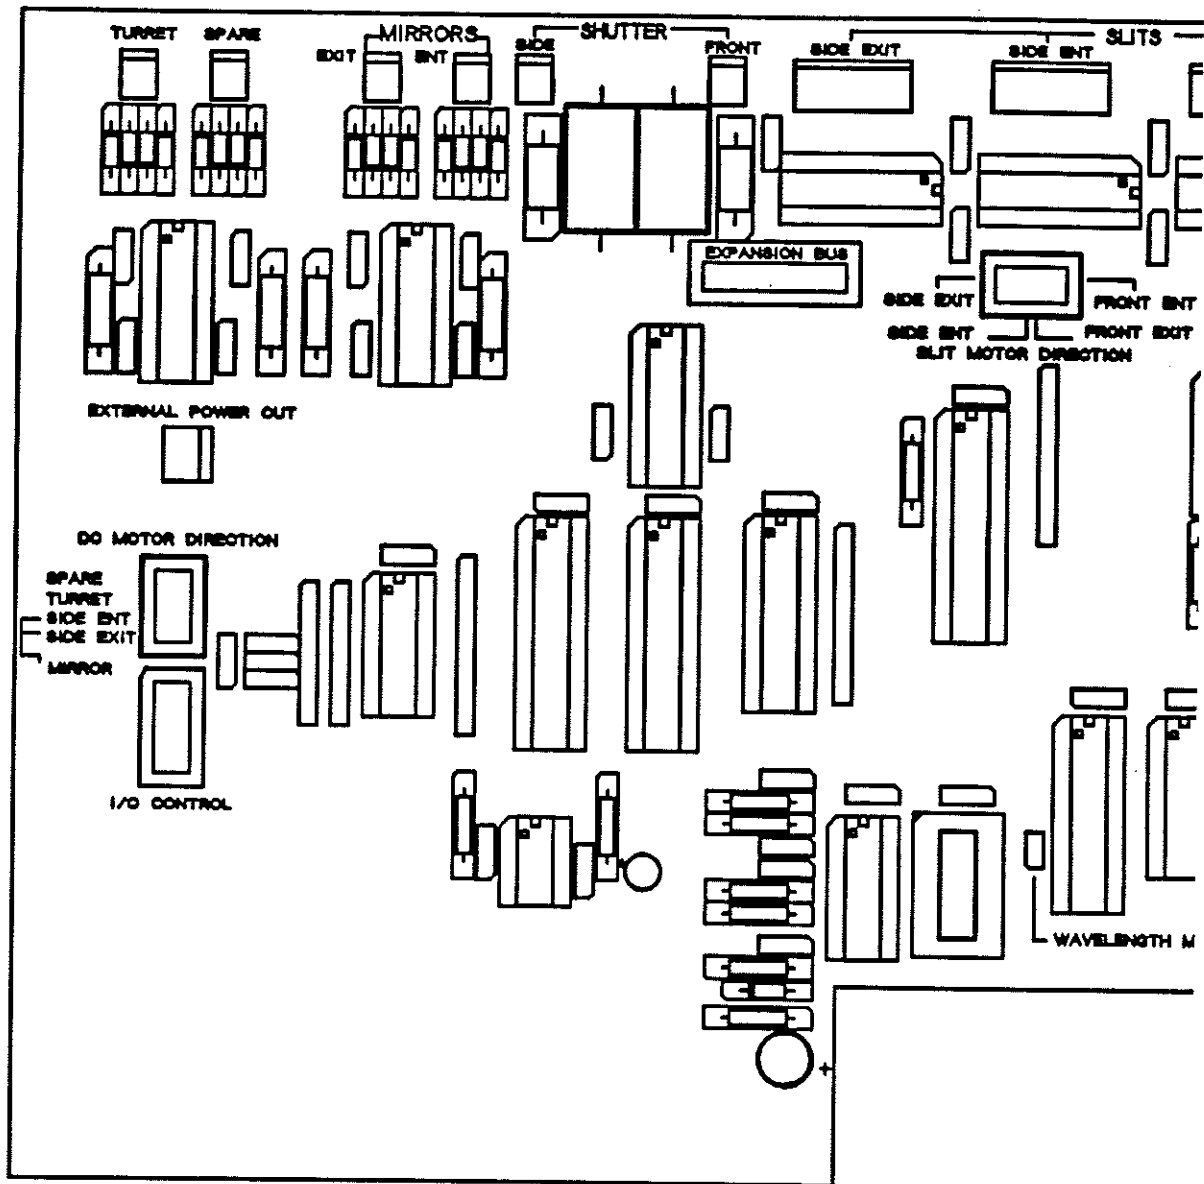 TURRET SPARE MIRRORS SHUTTER SLITS
EXIT ENT SIDE FRONT SIDE EXIT SIDE ENT
EXPANSION BUS
SIDE EXIT FRONT ENT
SIDE ENT FRONT EXIT
SLIT MOTOR DIRECTION
EXTERNAL POWER OUT
DC MOTOR DIRECTION
SPARE
TURRET
SIDE ENT
SIDE EXIT
MIRROR
I/O CONTROL
WAVELENGTH M
+